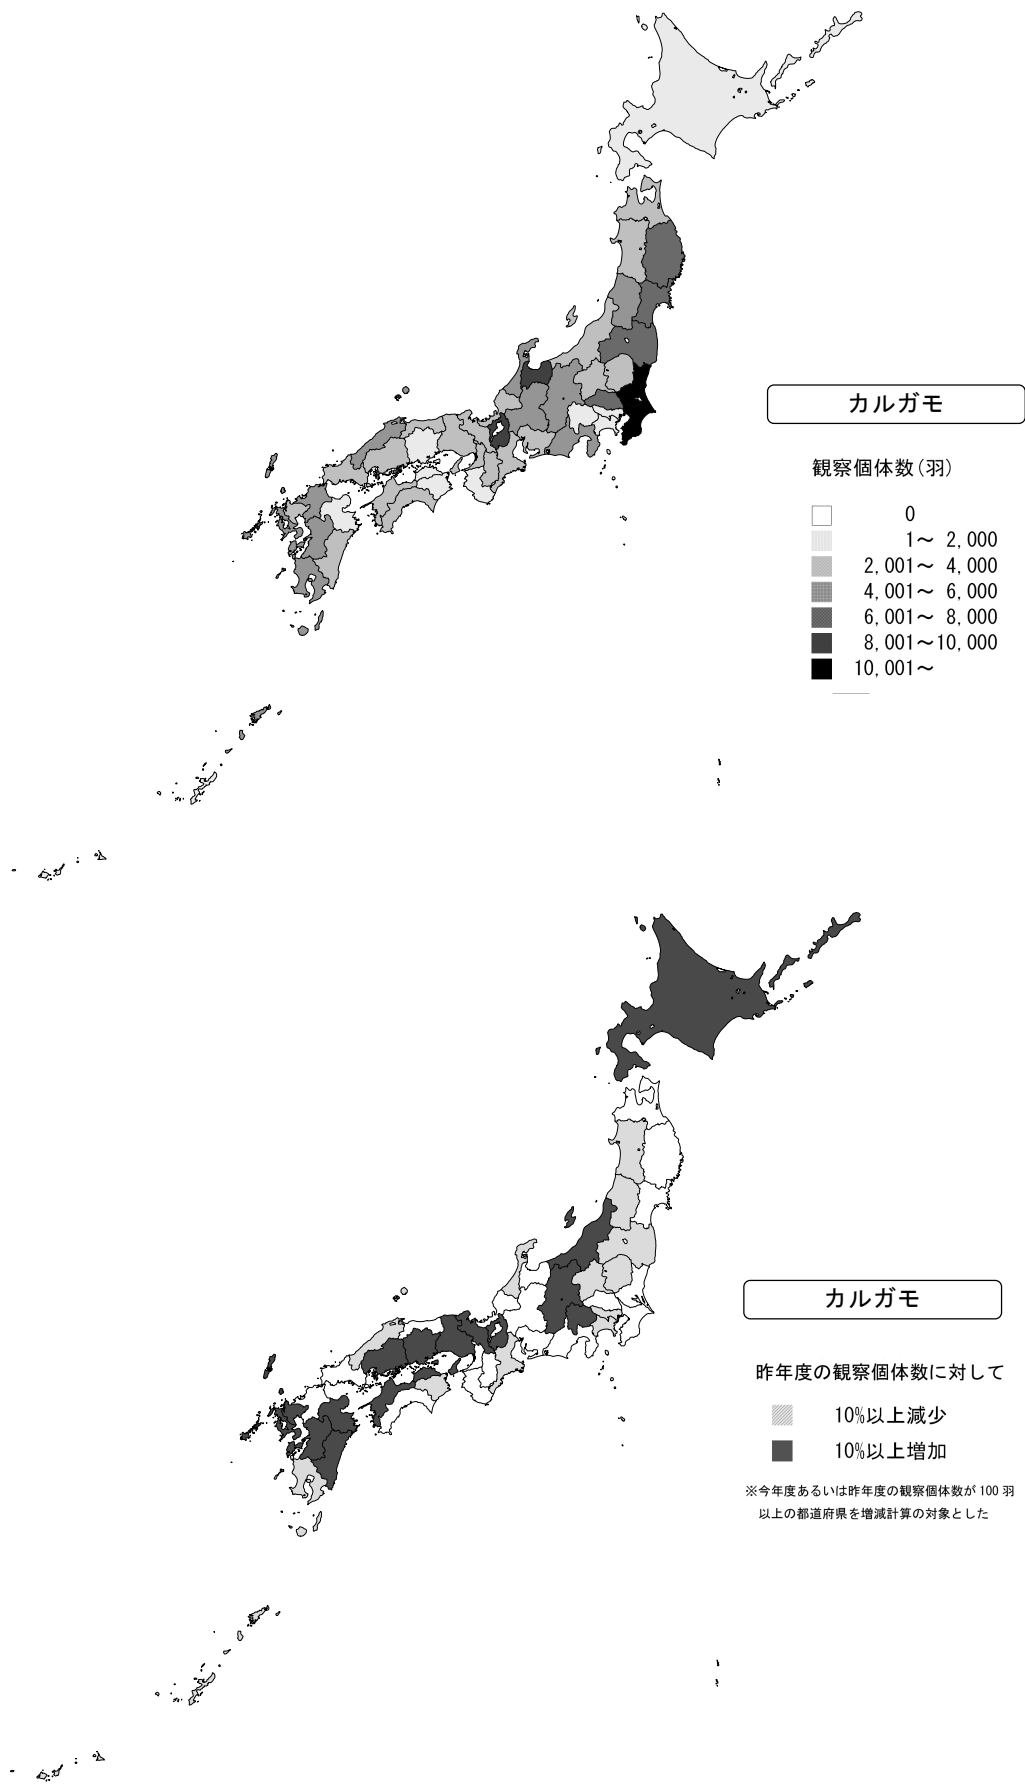 カルガモ
観察個体数(羽)
0
1～ 2,000
2,001～ 4,000
4,001～ 6,000
6,001～ 8,000
8,001～10,000
10,001～
カルガモ
昨年度の観察個体数に対して
10%以上減少
10%以上増加
※今年度あるいは昨年度の観察個体数が 100 羽
以上の都道府県を増減計算の対象とした